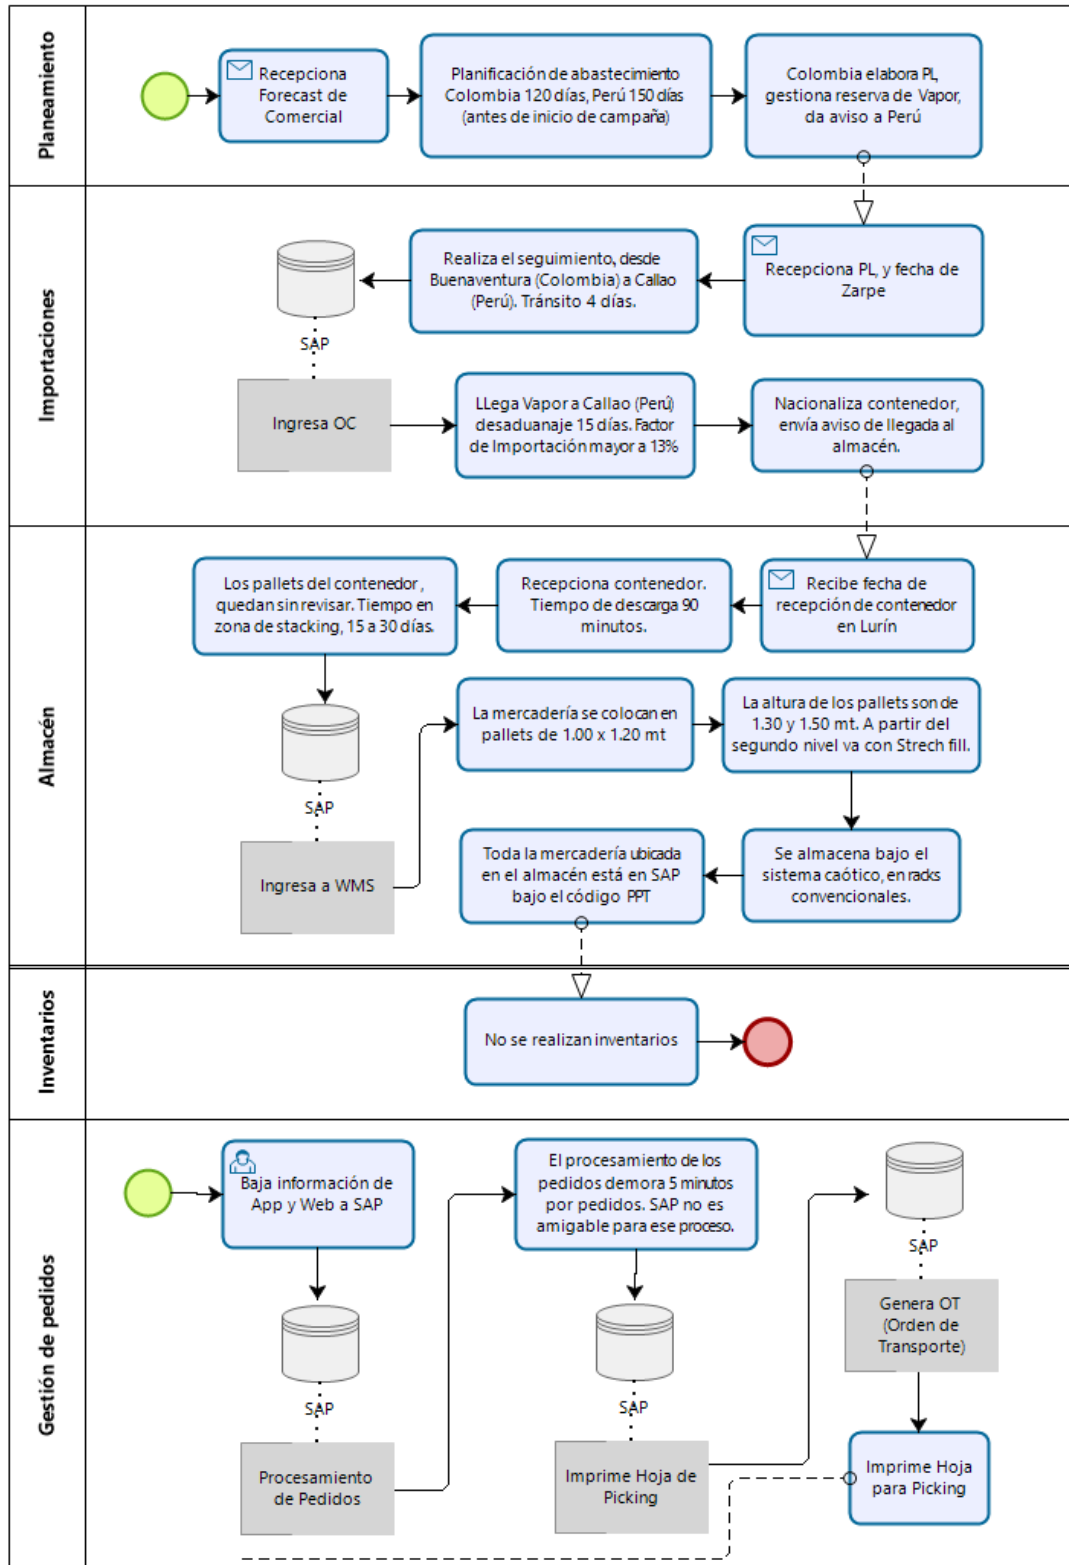 Planeamiento
Recepciona
Forecast de
Comercial
Planificación de abastecimiento
Colombia 120 días, Perú 150 días
(antes de inicio de campaña)
Colombia elabora PL,
gestiona reserva de Vapor,
da aviso a Perú
Importaciones
Realiza el seguimiento, desde
Buenaventura (Colombia) a Callao
(Perú). Tránsito 4 días.
Recepciona PL, y fecha de
Zarpe
SAP
Ingresa OC
LLega Vapor a Callao (Perú)
desaduanaje 15 días. Factor
de Importación mayor a 13%
Nacionaliza contenedor,
envía aviso de llegada al
almacén.
Almacén
Los pallets del contenedor,
quedan sin revisar. Tiempo en
zona de stacking, 15 a 30 días.
Recepciona contenedor.
Tiempo de descarga 90
minutos.
Recibe fecha de
recepción de contenedor
en Lurín
SAP
Ingresa a WMS
La mercadería se colocan en
pallets de 1.00 x 1.20 mt
La altura de los pallets son de
1.30 y 1.50 mt. A partir del
segundo nivel va con Strech fill.
Toda la mercadería ubicada
en el almacén está en SAP
bajo el código PPT
Se almacena bajo el
sistema caótico, en racks
convencionales.
Inventarios
No se realizan inventarios
Gestión de pedidos
Baja información de
App y Web a SAP
El procesamiento de los
pedidos demora 5 minutos
por pedidos. SAP no es
amigable para ese proceso.
SAP
Genera OT
(Orden de
Transporte)
SAP
Procesamiento
de Pedidos
SAP
Imprime Hoja de
Picking
Imprime Hoja
para Picking